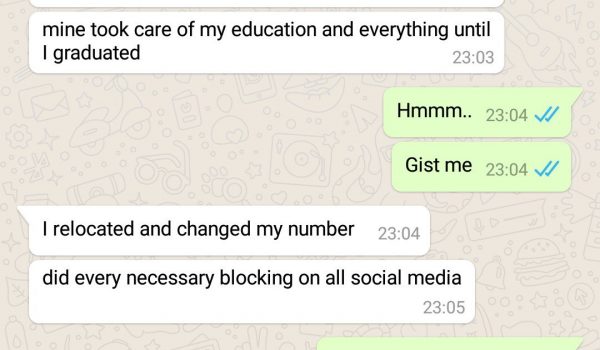 mine took care of my education and everything until
I graduated
23:03
Hmmm..
23:04
Gist me
23:04
I relocated and changed my number
23:04
did every necessary blocking on all social media
23:05